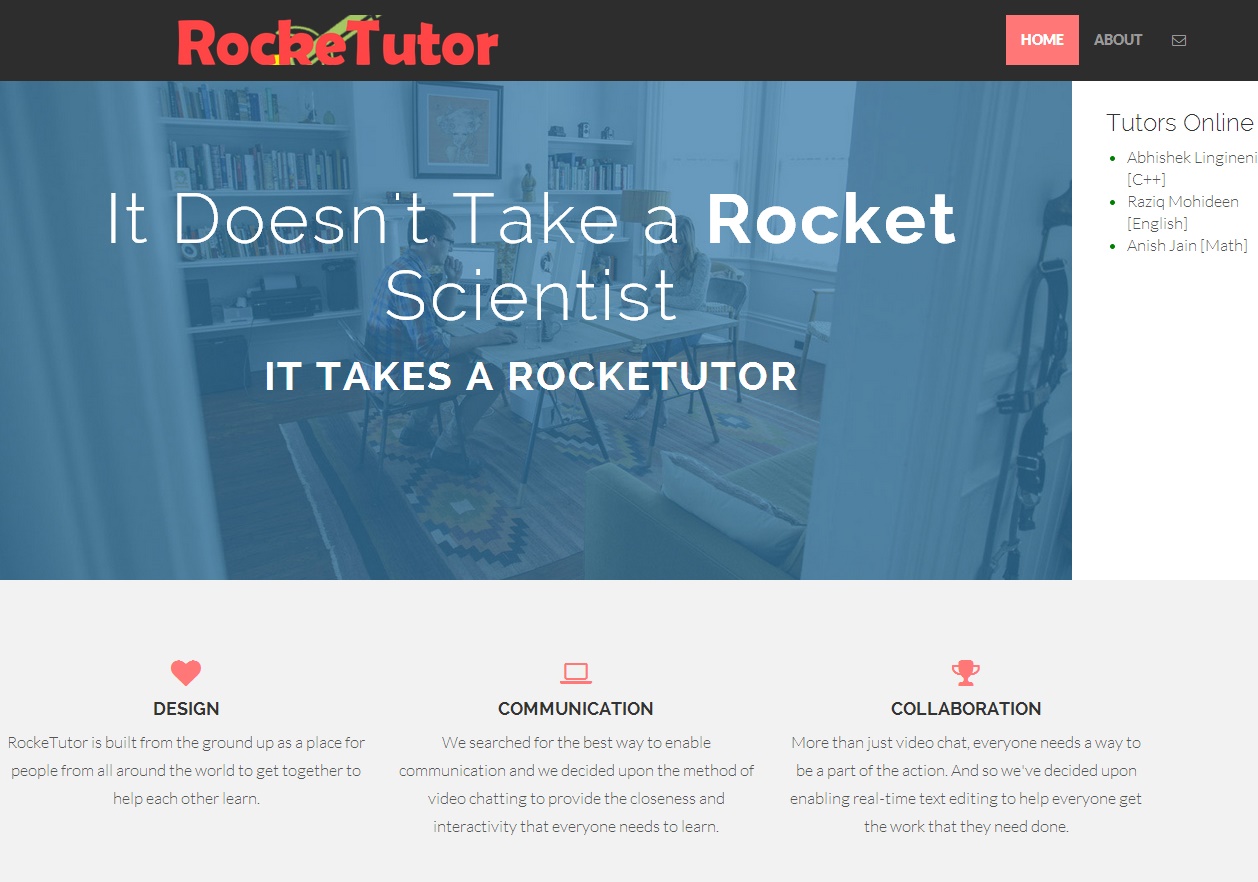 RockeTutor
HOME
ABOUT
It Doesn't Take a Rocket
Scientist
IT TAKES A ROCKETUTOR
Tutors Online
Abhishek Lingineni
[C++]
Raziq Mohideen
[English]
Anish Jain [Math]
DESIGN
RockeTutor is built from the ground up as a place for
people from all around the world to get together to
help each other learn.
COMMUNICATION
We searched for the best way to enable
communication and we decided upon the method of
video chatting to provide the closeness and
interactivity that everyone needs to learn.
COLLABORATION
More than just video chat, everyone needs a way to
be a part of the action. And so we've decided upon
enabling real-time text editing to help everyone get
the work that they need done.